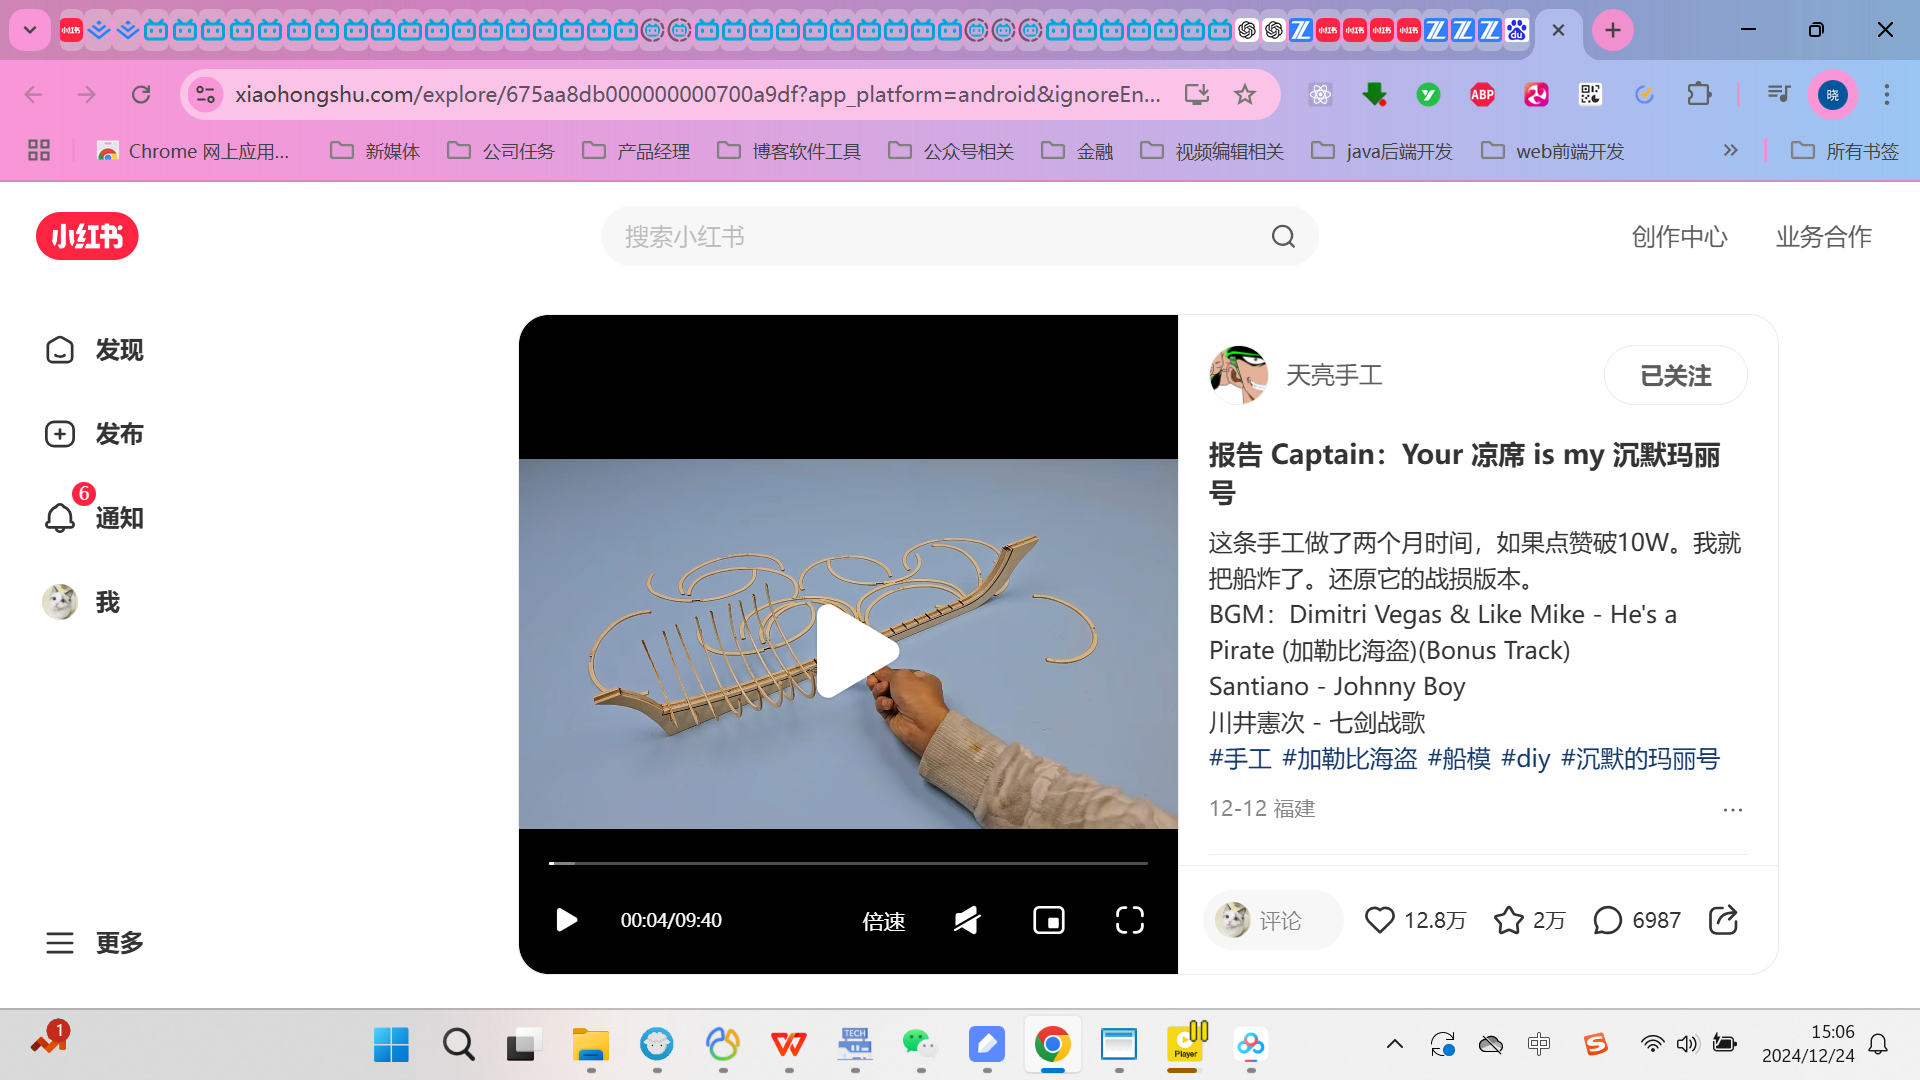 xiaohongshu.com/explore/675aa8db000000000700a9df?app_platform=android&ignoreEn...
ABP
晓
Chrome 网上应用...
新媒体
公司任务
产品经理
博客软件工具
公众号相关
金融
视频编辑相关
java后端开发
web前端开发
所有书签
小红书
搜索小红书
创作中心
业务合作
发现
发布
6
通知
我
更多
天亮手工
已关注
报告 Captain：Your 凉席 is my 沉默玛丽
号
这条手工做了两个月时间，如果点赞破10W。我就
把船炸了。还原它的战损版本。
BGM：Dimitri Vegas & Like Mike - He's a
Pirate (加勒比海盗)(Bonus Track)
Santiano - Johnny Boy
川井憲次 - 七剑战歌
#手工 #加勒比海盗 #船模 #diy #沉默的玛丽号
12-12 福建
00:04/09:40
倍速
评论
12.8万
2万
6987
1
TECH
Player
中
15:06
2024/12/24